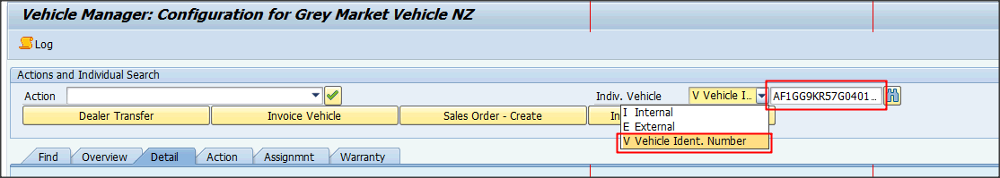 Vehicle Manager: Configuration for Grey Market Vehicle NZ
Log
Actions and Individual Search
Action Indiv. Vehicle V Vehicle I... AF1GG9KR57G0401...
Dealer Transfer Invoice Vehicle Sales Order - Create In
I Internal
E External
V Vehicle Ident. Number
Find Overview Detail Action Assignmnt Warranty